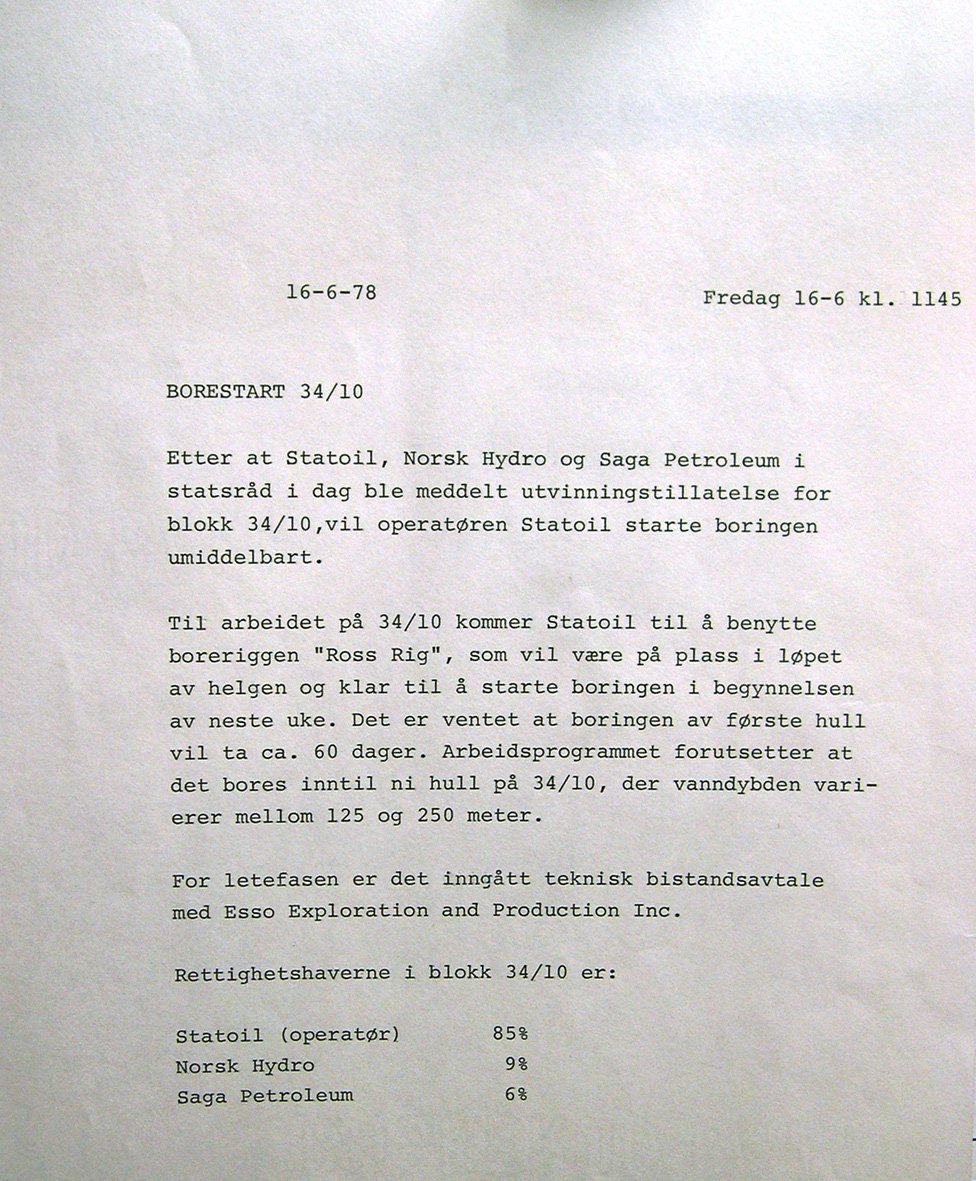 16-6-78
Fredag 16-6 kl. 1145
BORESTART 34/10
Etter at Statoil, Norsk Hydro og Saga Petroleum i
statsråd i dag ble meddelt utvinningstillatelse for
blokk 34/10,vil operatøren Statoil starte boringen
umiddelbart.
Til arbeidet på 34/10 kommer Statoil til å benytte
boreriggen "Ross Rig", som vil være på plass i løpet
av helgen og klar til å starte boringen i begynnelsen
av neste uke. Det er ventet at boringen av første hull
vil ta ca. 60 dager. Arbeidsprogrammet forutsetter at
det bores inntil ni hull på 34/10, der vanndybden vari-
erer mellom 125 og 250 meter.
For letefasen er det inngått teknisk bistandsavtale
med Esso Exploration and Production Inc.
Rettighetshaverne i blokk 34/10 er:
Statoil (operatør) 85%
Norsk Hydro 9%
Saga Petroleum 6%